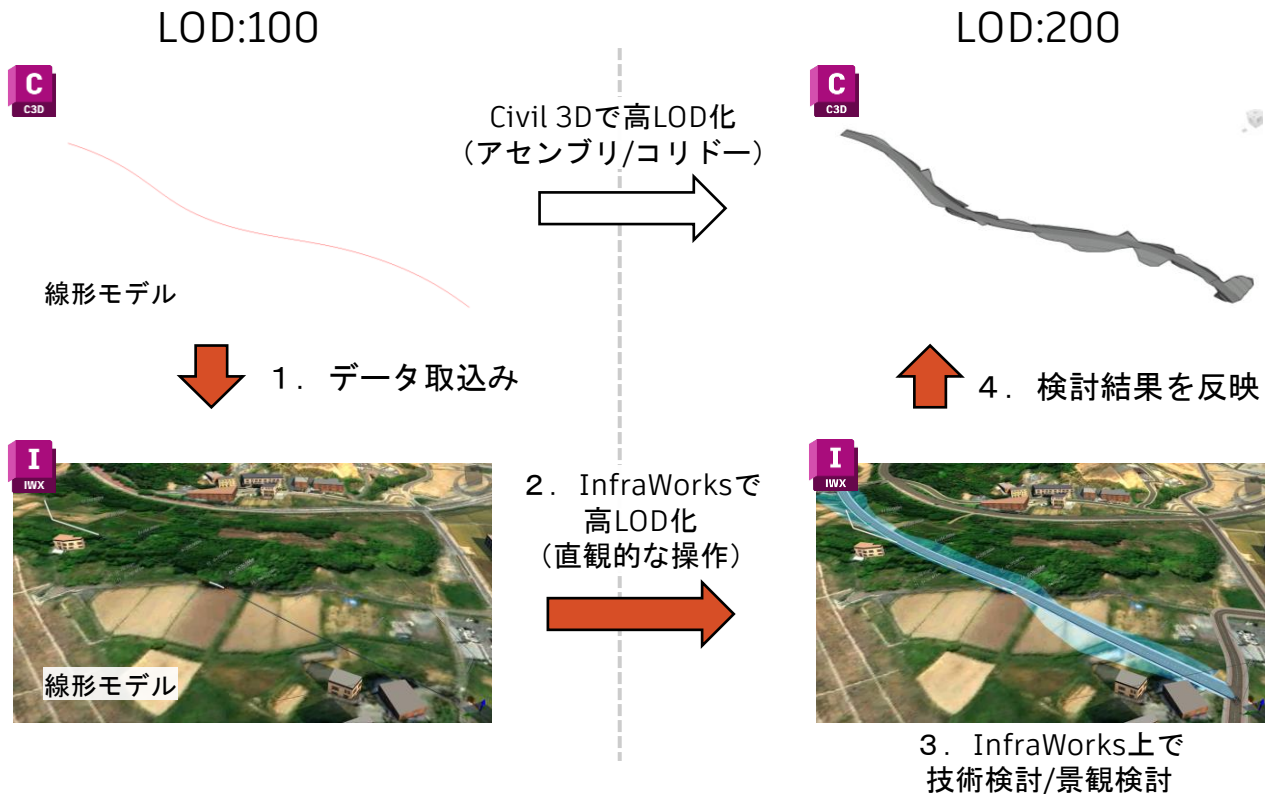 LOD:100
LOD:200
C
C3D
C
C3D
Civil 3Dで高LOD化
（アセンブリ/コリドー）
線形モデル
１．データ取込み
４．検討結果を反映
I
IWX
I
IWX
２．InfraWorksで
高LOD化
（直観的な操作）
線形モデル
３．InfraWorks上で
技術検討/景観検討